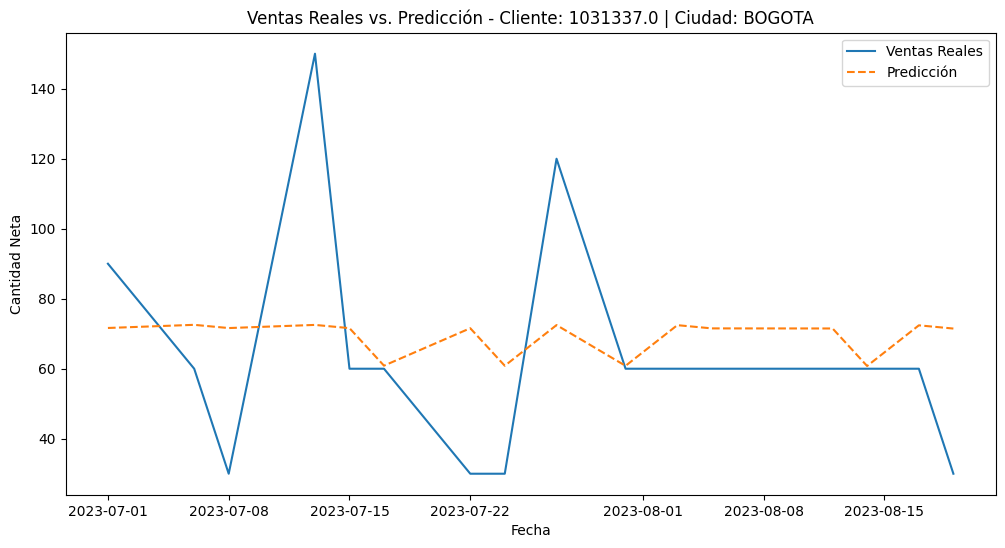 Ventas Reales vs. Predicción - Cliente: 1031337.0 | Ciudad: BOGOTA
Ventas Reales
Predicción
Cantidad Neta
140
120
100
80
60
40
2023-07-01 2023-07-08 2023-07-15 2023-07-22 2023-08-01 2023-08-08 2023-08-15
Fecha